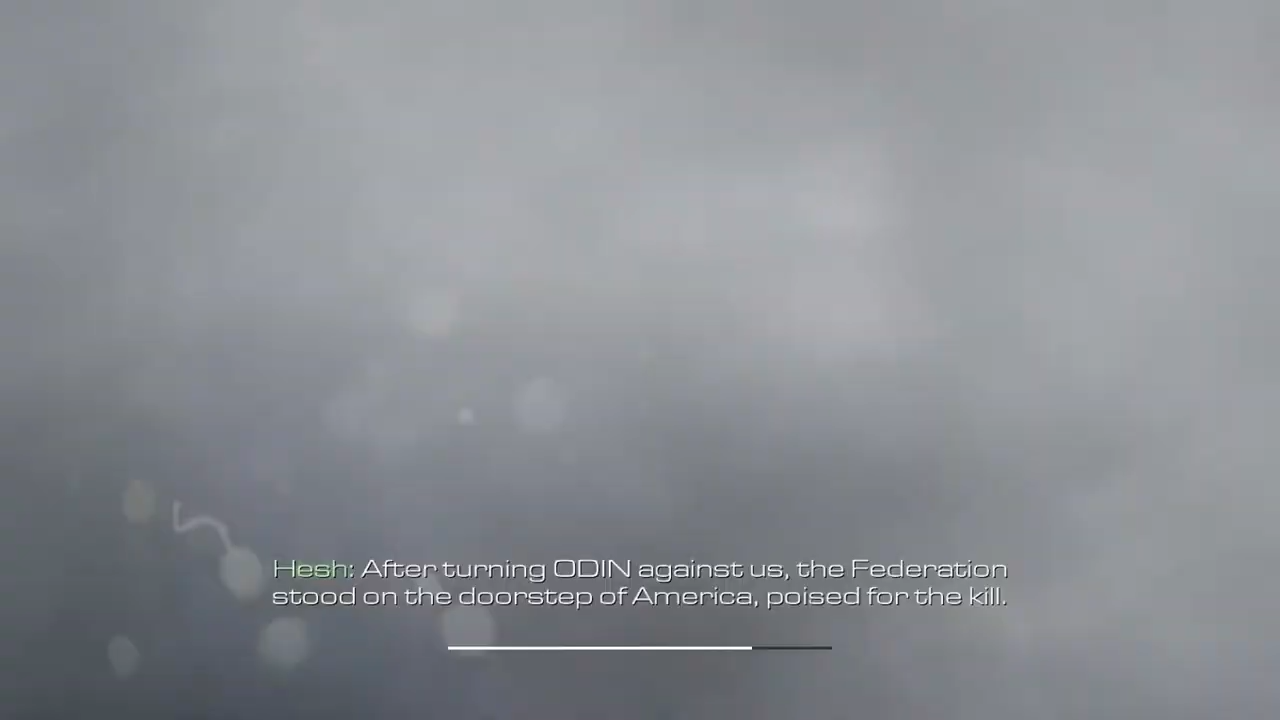 Hesh: After turning ODIN against us, the Federation
stood on the doorstep of America, poised for the kill.